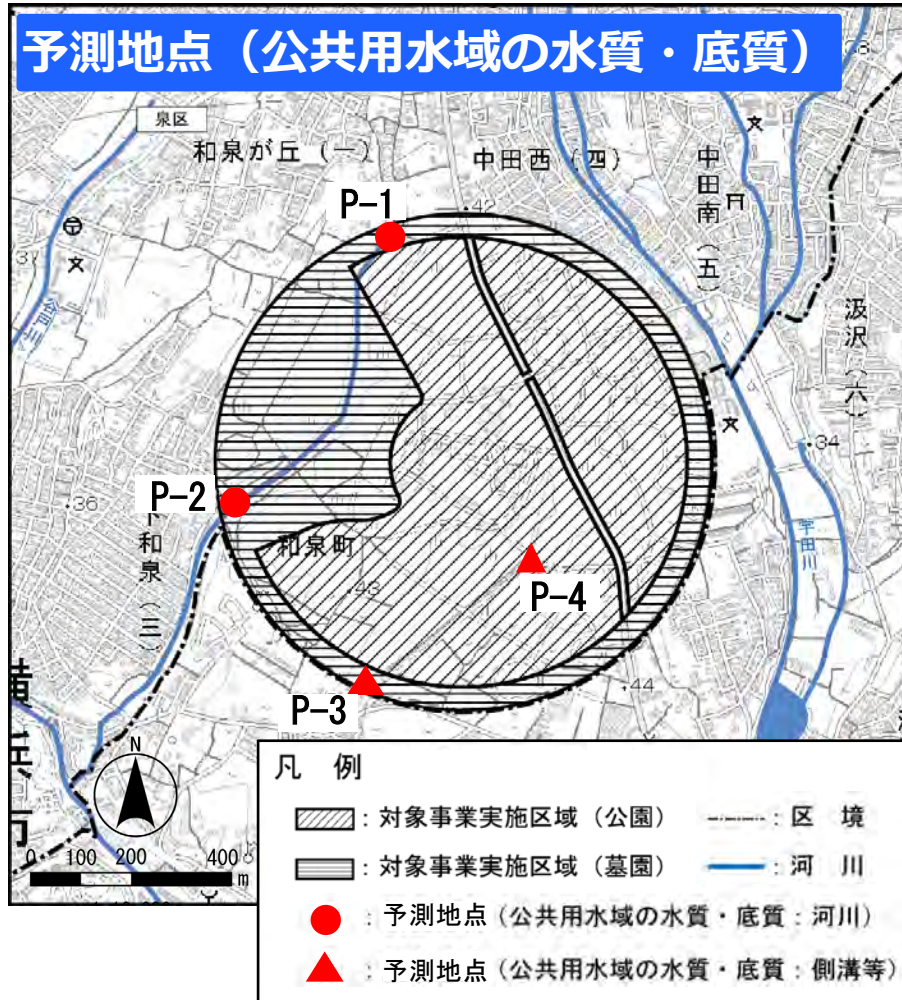 予測地点（公共用水域の水質・底質）
泉区
和泉が丘（一）
中田西（四）
中田南（五）
汲沢（六）
P-1
42
37
P-2
36
34
下和泉（三）
和泉町
43
P-4
P-3
44
宇田川
横浜市
N
0 100 200 400
m
凡 例
：対象事業実施区域（公園）
：区 境
：対象事業実施区域（墓園）
：河 川
：予測地点（公共用水域の水質・底質：河川）
：予測地点（公共用水域の水質・底質：側溝等）